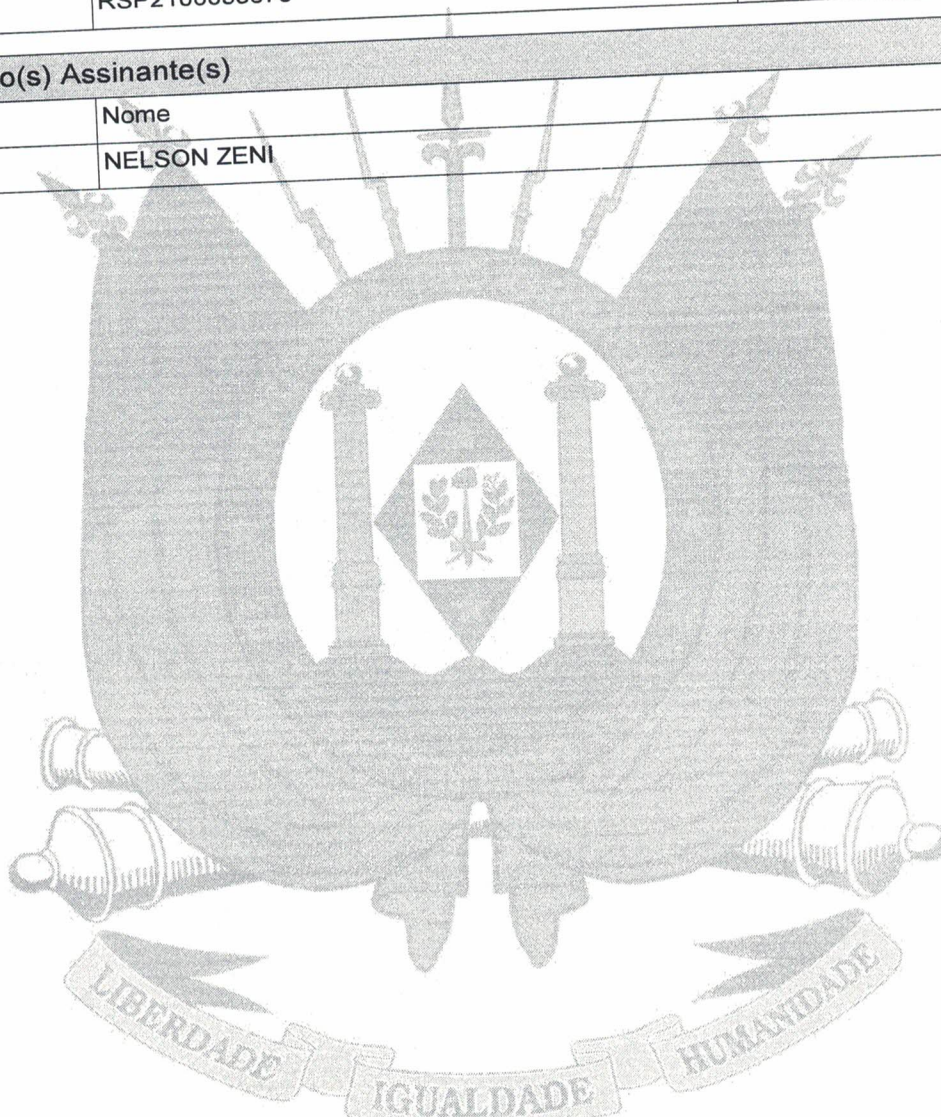 o(s) Assinante(s)
Nome
NELSON ZENI
LIBERDADE
IGUALDADE
HUMANIDADE